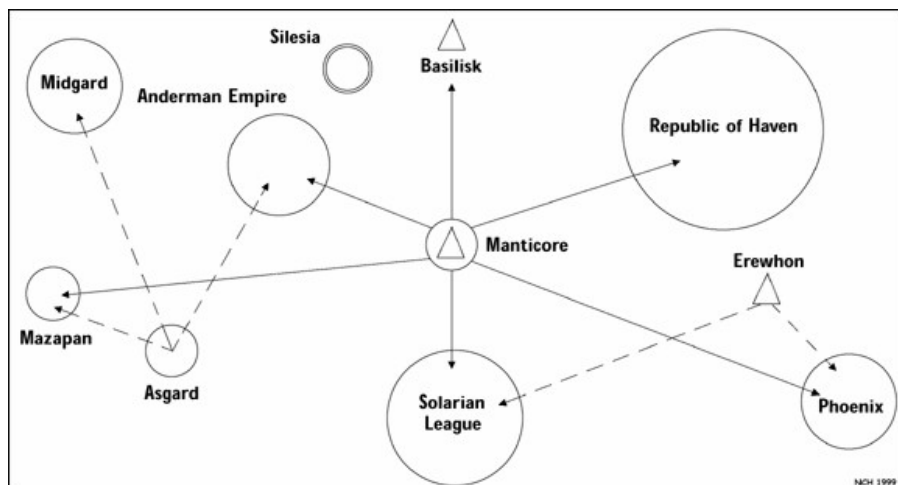 Silesia
Basilisk
Midgard
Anderman Empire
Republic of Haven
Manticore
Erewhon
Mazapan
Asgard
Solarian
League
Phoenix
NCH 1999